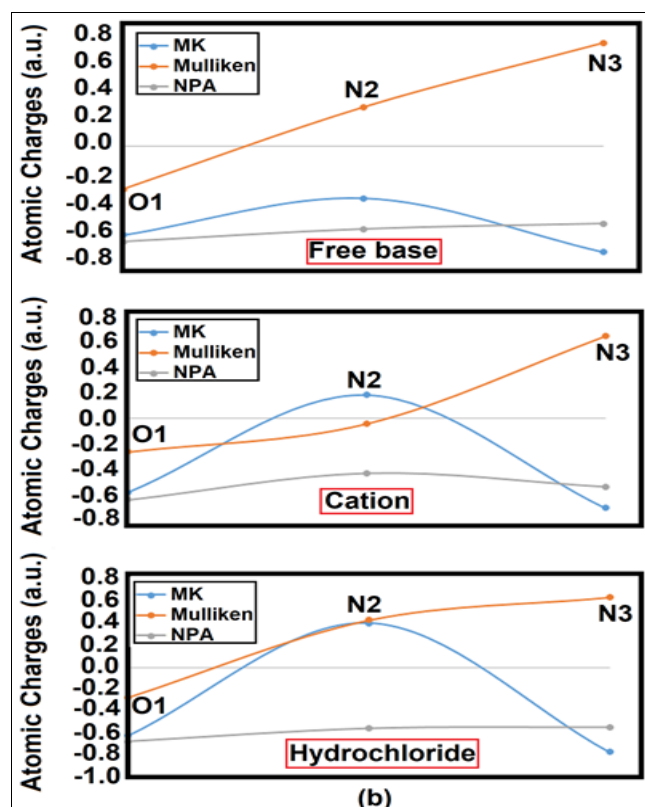 Atomic Charges (a.u.)
0.8
0.6
0.4
0.2
0.0
-0.2
-0.4
-0.6
-0.8
MK
Mulliken
NPA
O1
N2
N3
Free base
Atomic Charges (a.u.)
0.8
0.6
0.4
0.2
0.0
-0.2
-0.4
-0.6
-0.8
MK
Mulliken
NPA
O1
N2
N3
Cation
Atomic Charges (a.u.)
0.8
0.6
0.4
0.2
0.0
-0.2
-0.4
-0.6
-0.8
-1.0
MK
Mulliken
NPA
O1
N2
N3
Hydrochloride
(b)